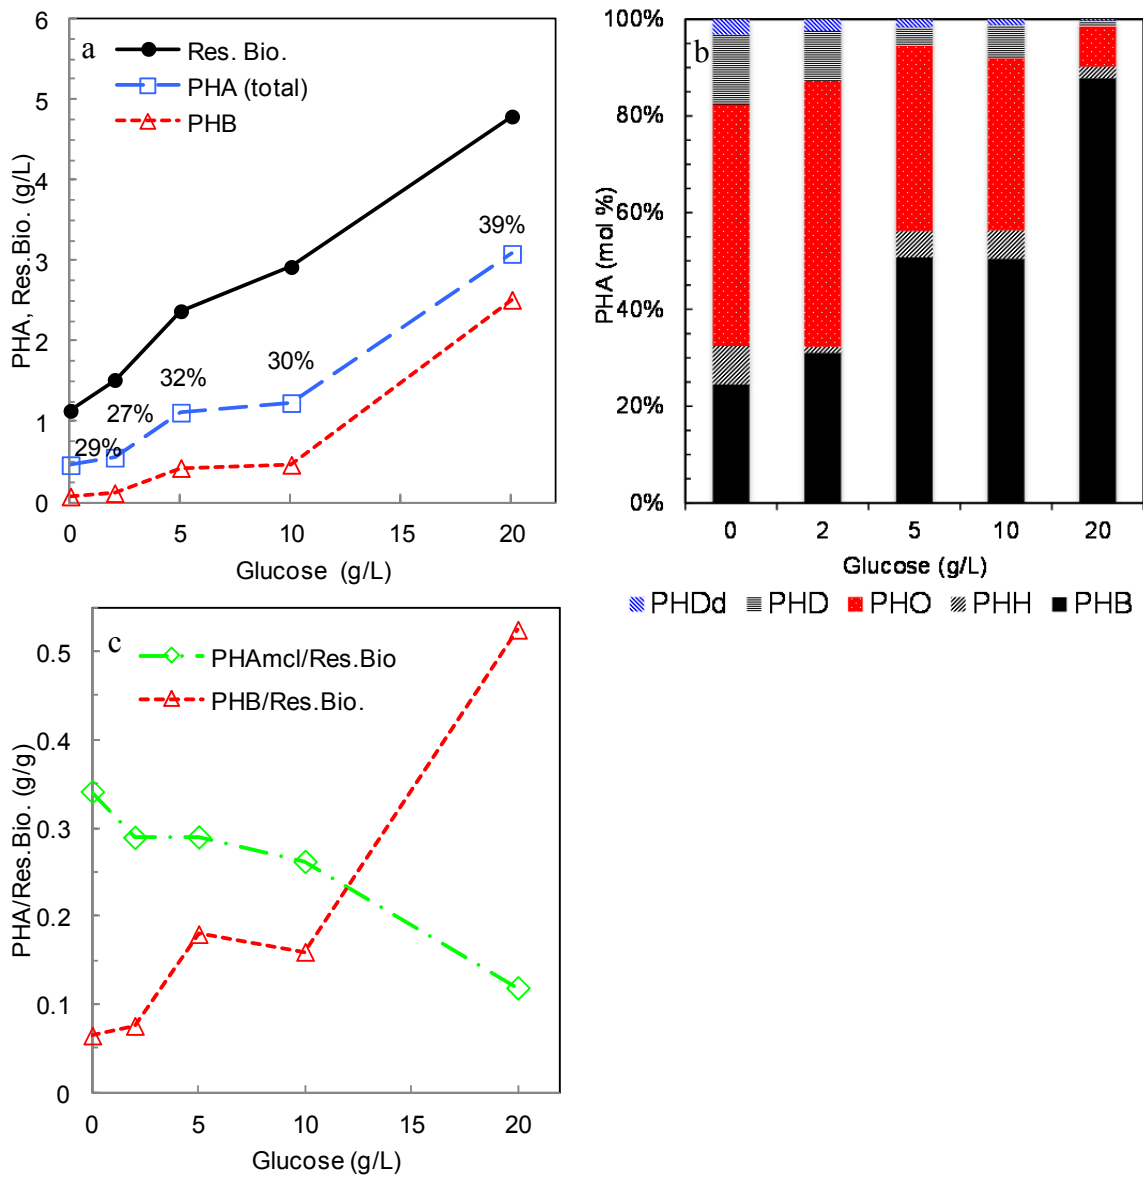 a
Res. Bio.
PHA (total)
PHB
6
5
4
3
2
1
0
PHA, Res.Bio. (g/L)
29%
27%
32%
30%
39%
0 5 10 15 20
Glucose (g/L)
b
100%
80%
60%
40%
20%
0%
PHA (mol %)
0 2 5 10 20
Glucose (g/L)
PHDd PHD PHO PHH PHB
c
PHAmcl/Res.Bio
PHB/Res.Bio.
0.5
0.4
0.3
0.2
0.1
0
PHA/Res.Bio. (g/g)
0 5 10 15 20
Glucose (g/L)